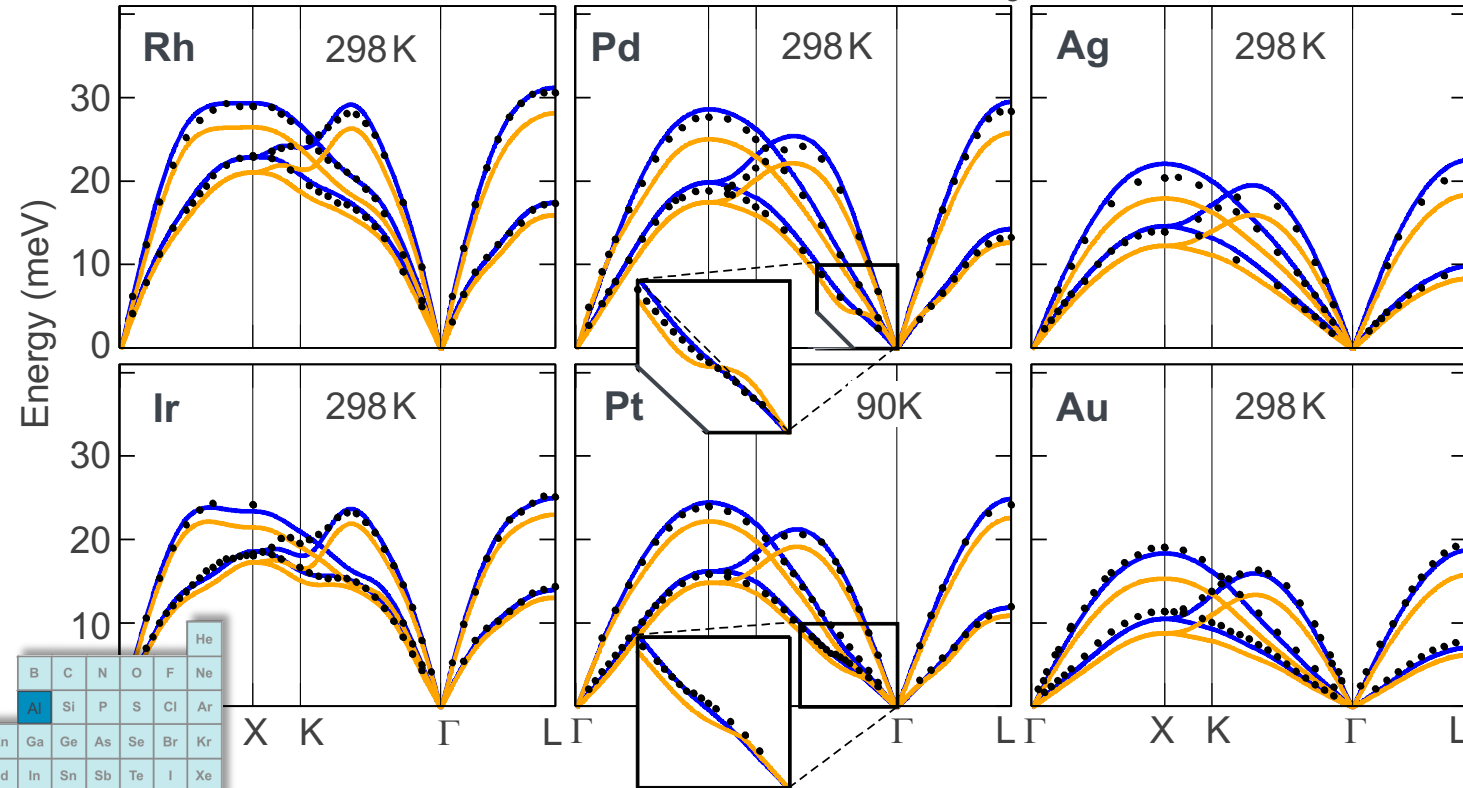 Rh 298 K Pd 298 K Ag 298 K
30
20
10
0
Energy (meV)
Ir 298 K Pt 90K Au 298 K
30
20
10
He
B C N O F Ne
Al Si P S Cl Ar
Ga Ge As Se Br Kr
In Sn Sb Te I Xe
X K Γ L Γ Γ L Γ X K Γ L